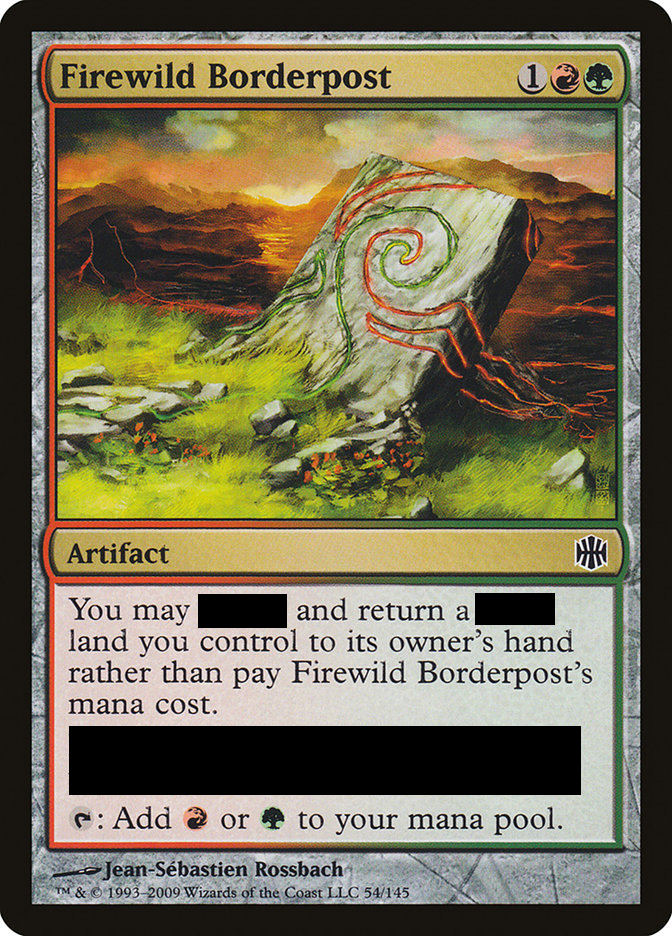 Firewild Borderpost 1
Artifact
You may and return a
land you control to its owner's hand
rather than pay Firewild Borderpost's
mana cost.
: Add or to your mana pool.
Jean-Sébastien Rossbach
™ & © 1993–2009 Wizards of the Coast LLC 54/145